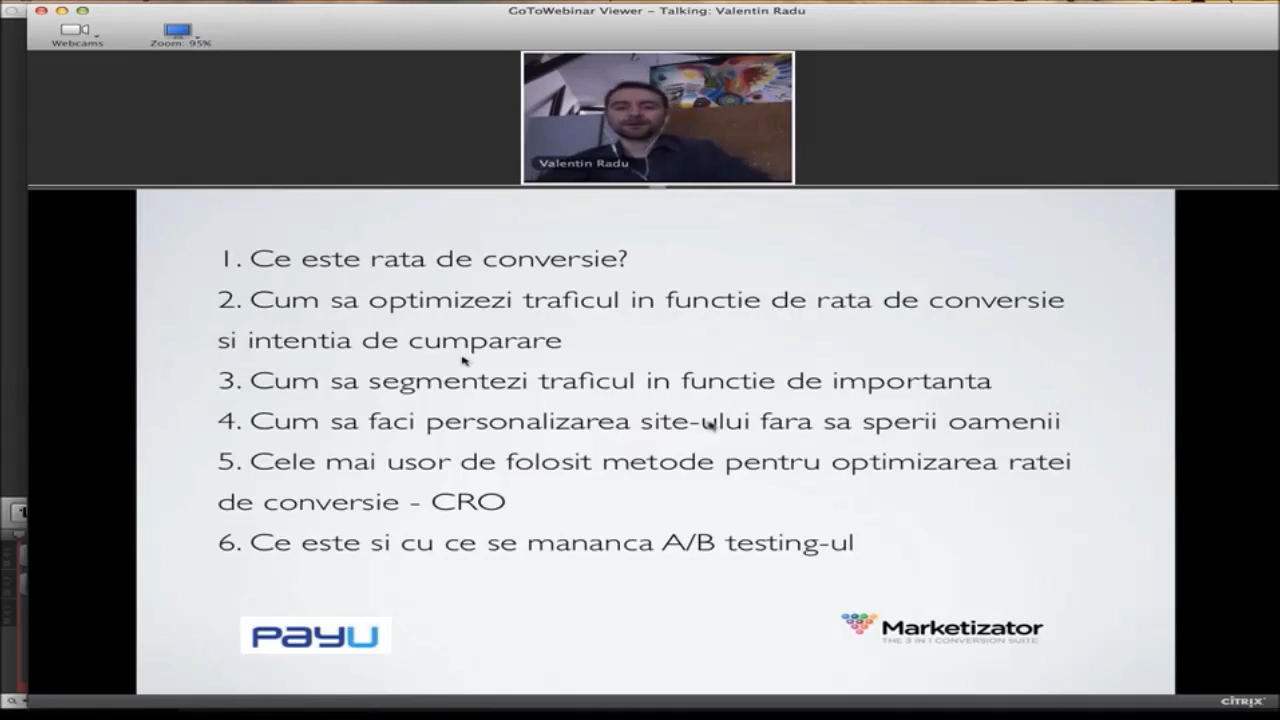 GoToWebinar Viewer – Talking: Valentin Radu
Webcams
Zoom: 95%
Valentin Radu
1. Ce este rata de conversie?
2. Cum sa optimizezi traficul in functie de rata de conversie
si intentia de cumparare
3. Cum sa segmentezi traficul in functie de importanta
4. Cum sa faci personalizarea site-ului fara sa sperii oamenii
5. Cele mai usor de folosit metode pentru optimizarea ratei
de conversie - CRO
6. Ce este si cu ce se mananca A/B testing-ul
PayU
Marketizator
THE 3 IN 1 CONVERSION SUITE
CITRIX